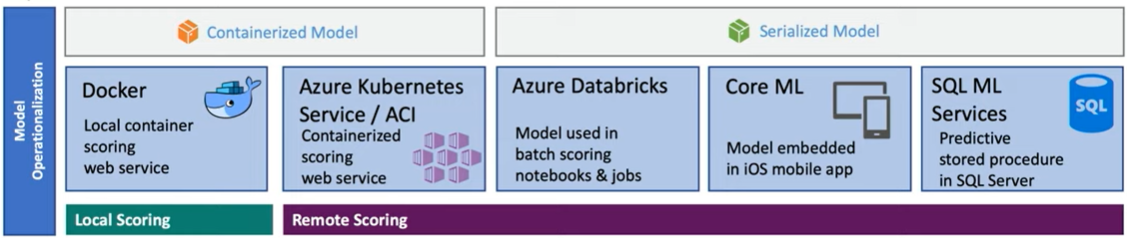 Model
Operationalization
Containerized Model
Serialized Model
Docker
Local container
scoring
web service
Azure Kubernetes
Service / ACI
Containerized
scoring
web service
Azure Databricks
Model used in
batch scoring
notebooks & jobs
Core ML
Model embedded
in iOS mobile app
SQL ML
Services
Predictive
stored procedure
in SQL Server
SQL
Local Scoring
Remote Scoring